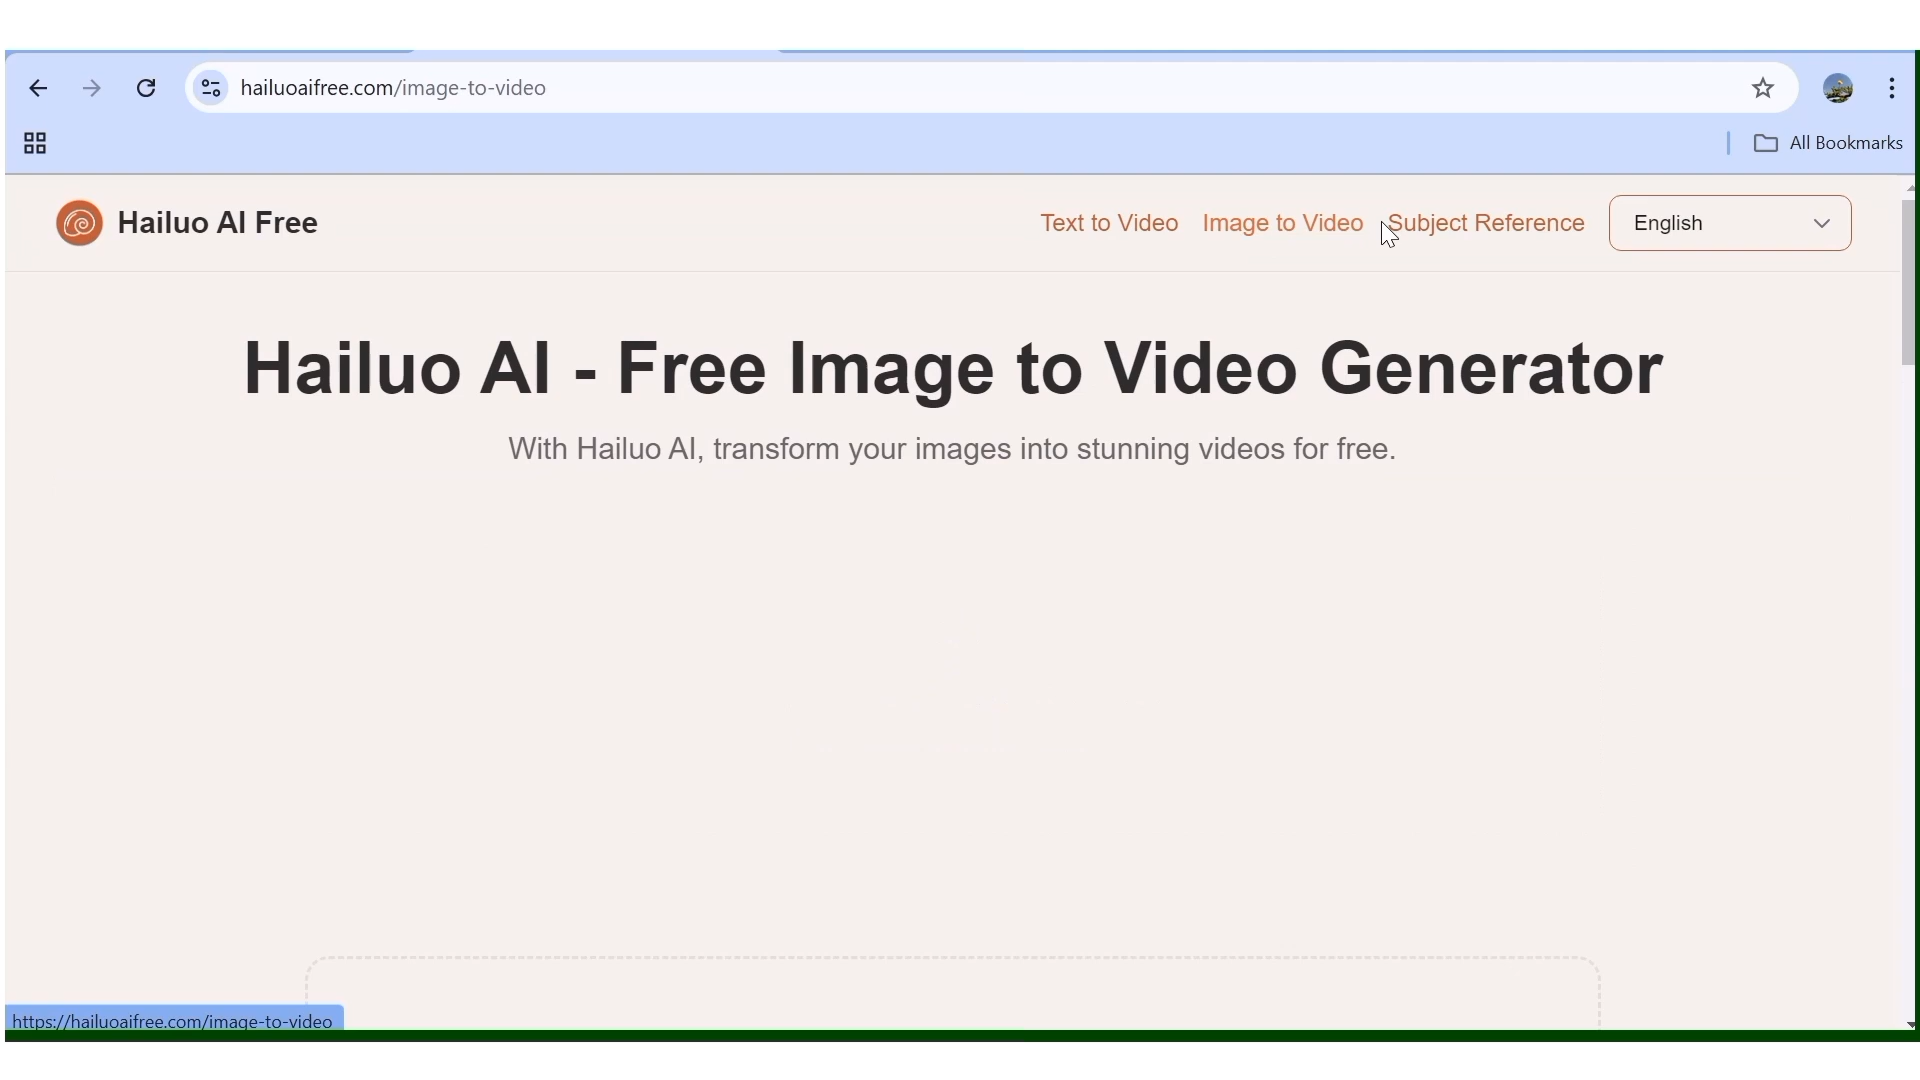 hailuoaifree.com/image-to-video
All Bookmarks
Hailuo AI Free
Text to Video
Image to Video
Subject Reference
English
Hailuo AI - Free Image to Video Generator
With Hailuo AI, transform your images into stunning videos for free.
https://hailuoaifree.com/image-to-video